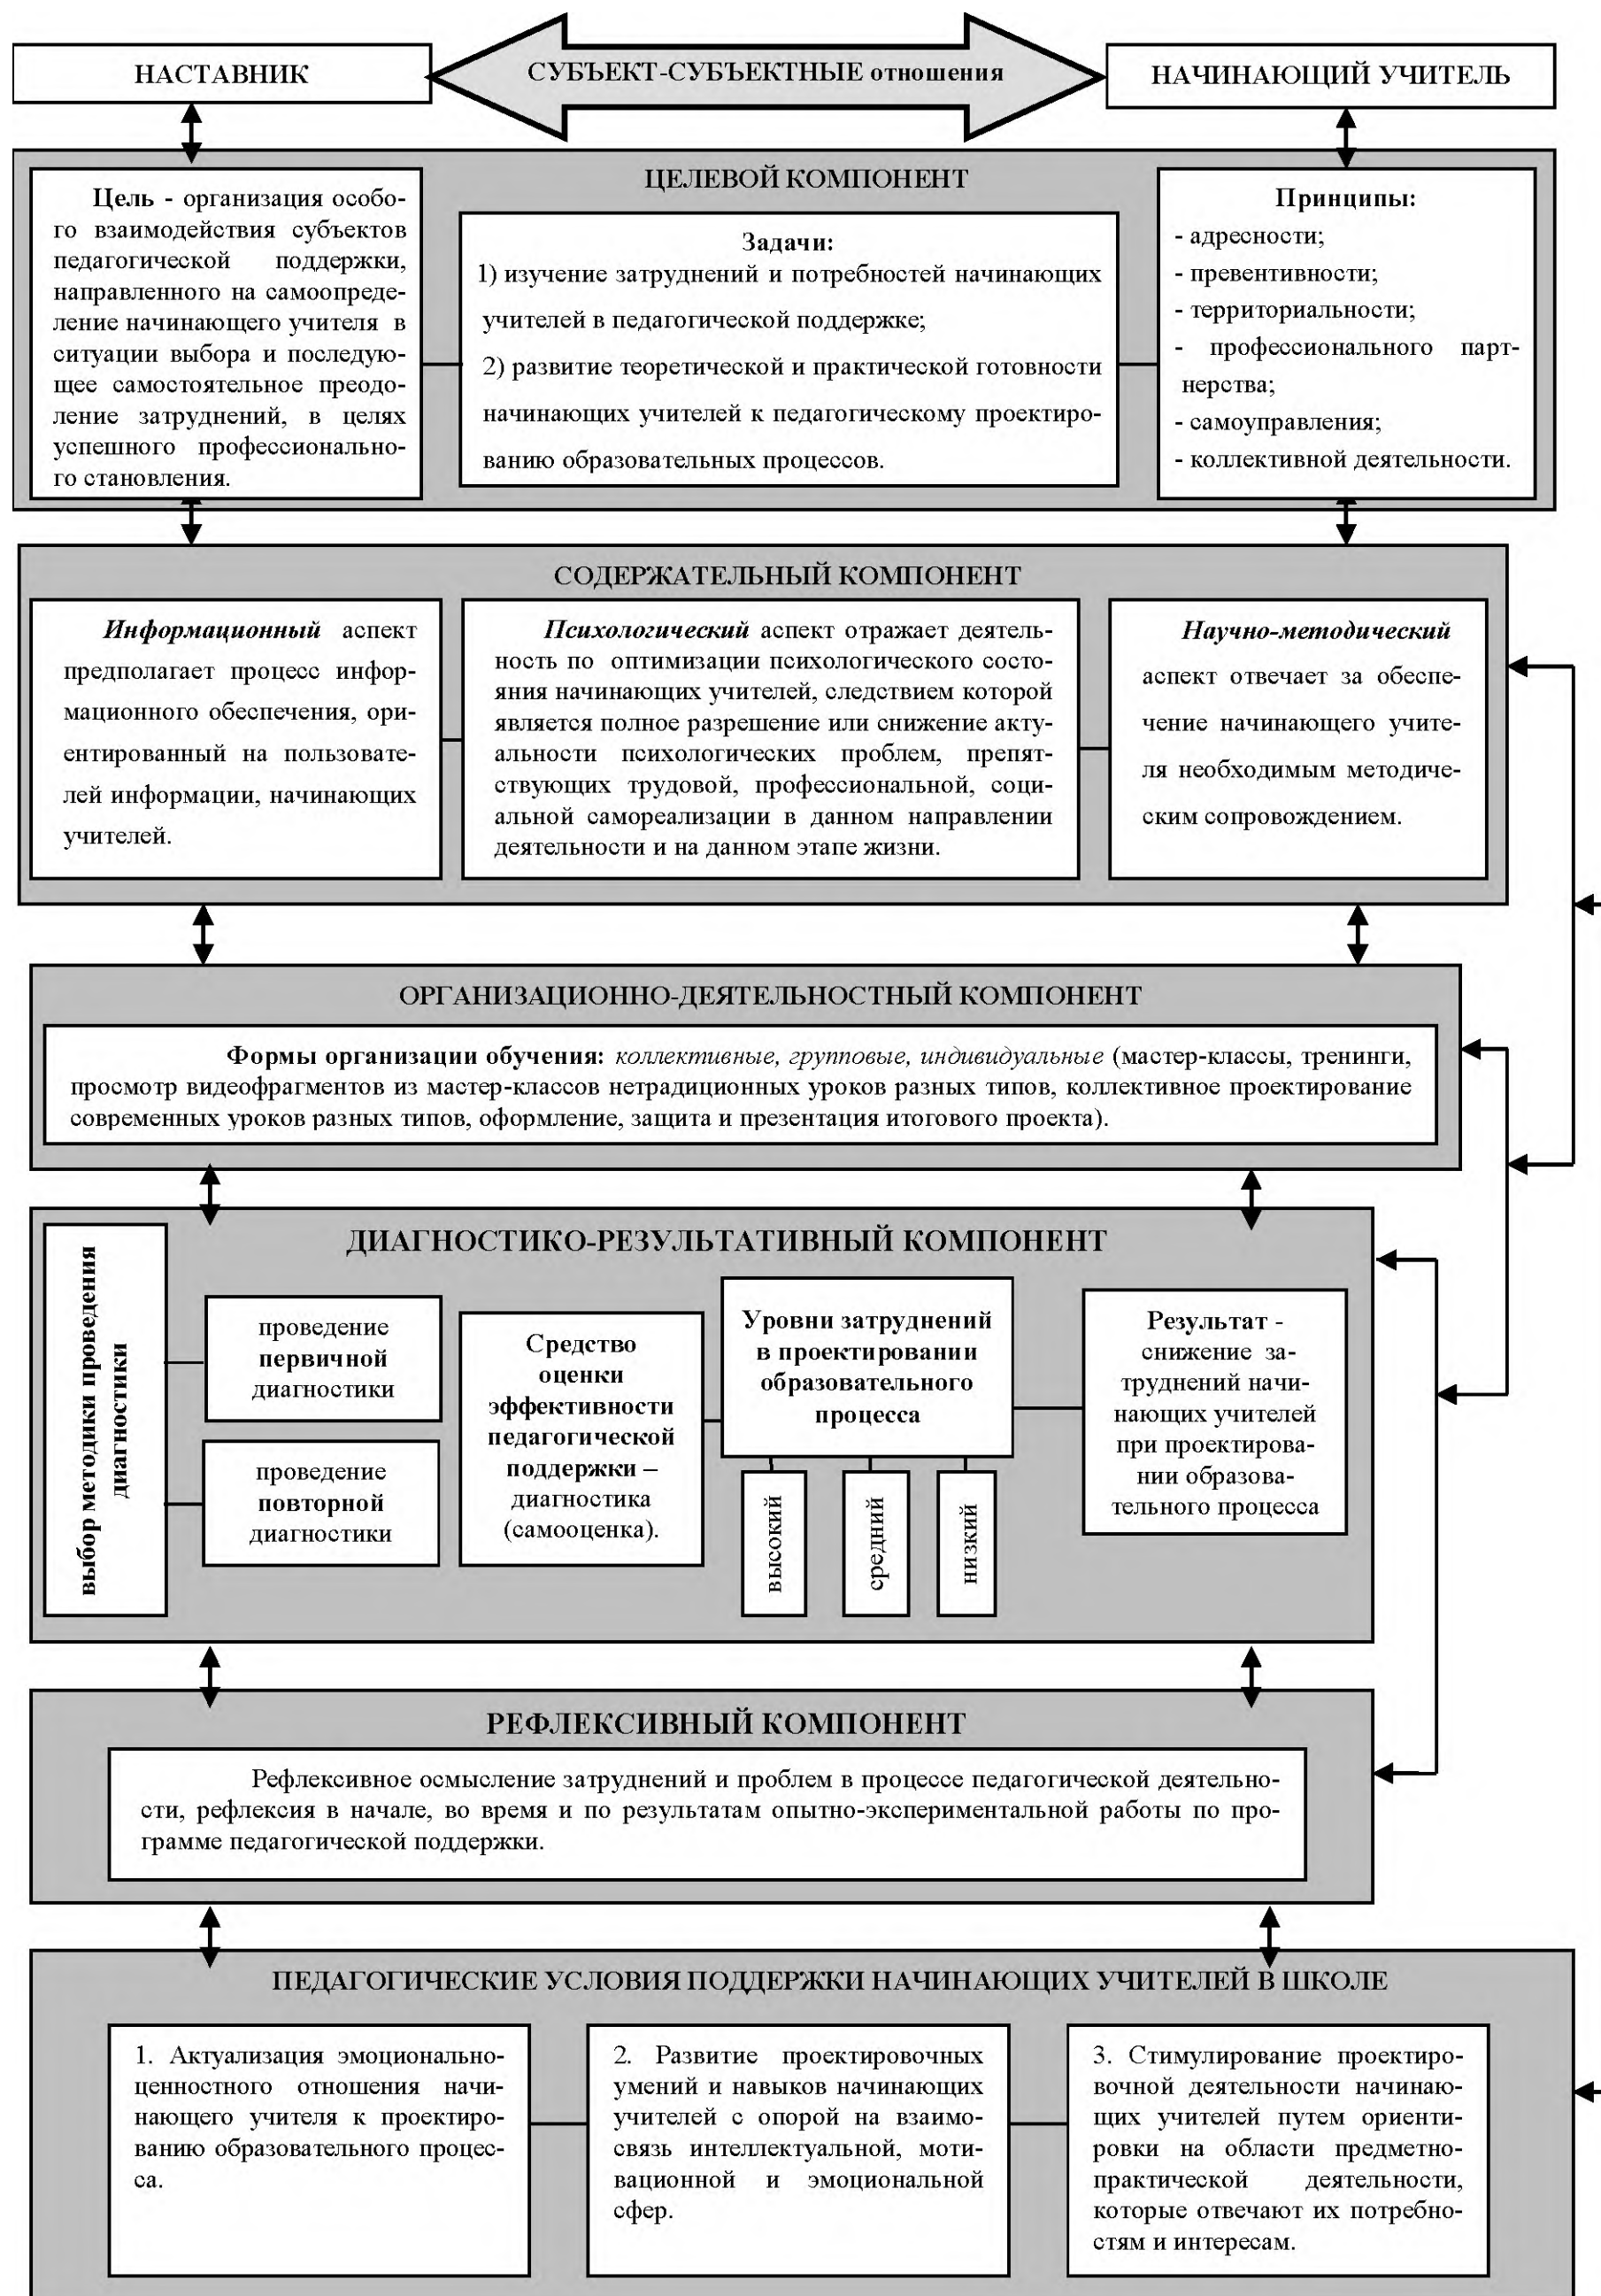 НАСТАВНИК
СУБЪЕКТ-СУБЪЕКТНЫЕ отношения
НАЧИНАЮЩИЙ УЧИТЕЛЬ
ЦЕЛЕВОЙ КОМПОНЕНТ
Цель - организация особо-
го взаимодействия субъектов
педагогической поддержки,
направленного на самоопреде-
ление начинающего учителя в
ситуации выбора и последую-
щее самостоятельное преодо-
ление затруднений, в целях
успешного профессионально-
го становления.
Задачи:
1) изучение затруднений и потребностей начинающих
учителей в педагогической поддержке;
2) развитие теоретической и практической готовности
начинающих учителей к педагогическому проектиро-
ванию образовательных процессов.
Принципы:
- адресности;
- превентивности;
- территориальности;
- профессионального парт-
нерства;
- самоуправления;
- коллективной деятельности.
СОДЕРЖАТЕЛЬНЫЙ КОМПОНЕНТ
Информационный аспект
предполагает процесс инфор-
мационного обеспечения, ори-
ентированный на пользовате-
лей информации, начинающих
учителей.
Психологический аспект отражает деятель-
ность по оптимизации психологического состо-
яния начинающих учителей, следствием которой
является полное разрешение или снижение акту-
альности психологических проблем, препят-
ствующих трудовой, профессиональной, соци-
альной самореализации в данном направлении
деятельности и на данном этапе жизни.
Научно-методический
аспект отвечает за обеспе-
чение начинающего учите-
ля необходимым методиче-
ским сопровождением.
ОРГАНИЗАЦИОННО-ДЕЯТЕЛЬНОСТНЫЙ КОМПОНЕНТ
Формы организации обучения: коллективные, групповые, индивидуальные (мастер-классы, тренинги,
просмотр видеофрагментов из мастер-классов нетрадиционных уроков разных типов, коллективное проектирование
современных уроков разных типов, оформление, защита и презентация итогового проекта).
ДИАГНОСТИКО-РЕЗУЛЬТАТИВНЫЙ КОМПОНЕНТ
выбор методики проведения
диагностики
проведение
первичной
диагностики
проведение
повторной
диагностики
Средство
оценки
эффективности
педагогической
поддержки –
диагностика
(самооценка).
Уровни затруднений
в проектировании
образовательного
процесса
высокий
средний
низкий
Результат -
снижение за-
труднений начи-
нающих учителей
при проектирова-
нии образова-
тельного процесса
РЕФЛЕКСИВНЫЙ КОМПОНЕНТ
Рефлексивное осмысление затруднений и проблем в процессе педагогической деятельно-
сти, рефлексия в начале, во время и по результатам опытно-экспериментальной работы по про-
грамме педагогической поддержки.
ПЕДАГОГИЧЕСКИЕ УСЛОВИЯ ПОДДЕРЖКИ НАЧИНАЮЩИХ УЧИТЕЛЕЙ В ШКОЛЕ
1. Актуализация эмоционально-
ценностного отношения начи-
нающего учителя к проектиро-
ванию образовательного процес-
са.
2. Развитие проектировочных
умений и навыков начинающих
учителей с опорой на взаимо-
связь интеллектуальной, моти-
вационной и эмоциональной
сфер.
3. Стимулирование проектиро-
вочной деятельности начинаю-
щих учителей путем ориенти-
ровки на области предметно-
практической деятельности,
которые отвечают их потребно-
стям и интересам.